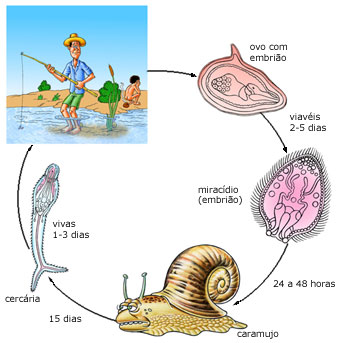 ovo com
embrião
viavéis
2-5 dias
miracídio
(embrião)
24 a 48 horas
caramujo
15 dias
cercária
vivas
1-3 dias